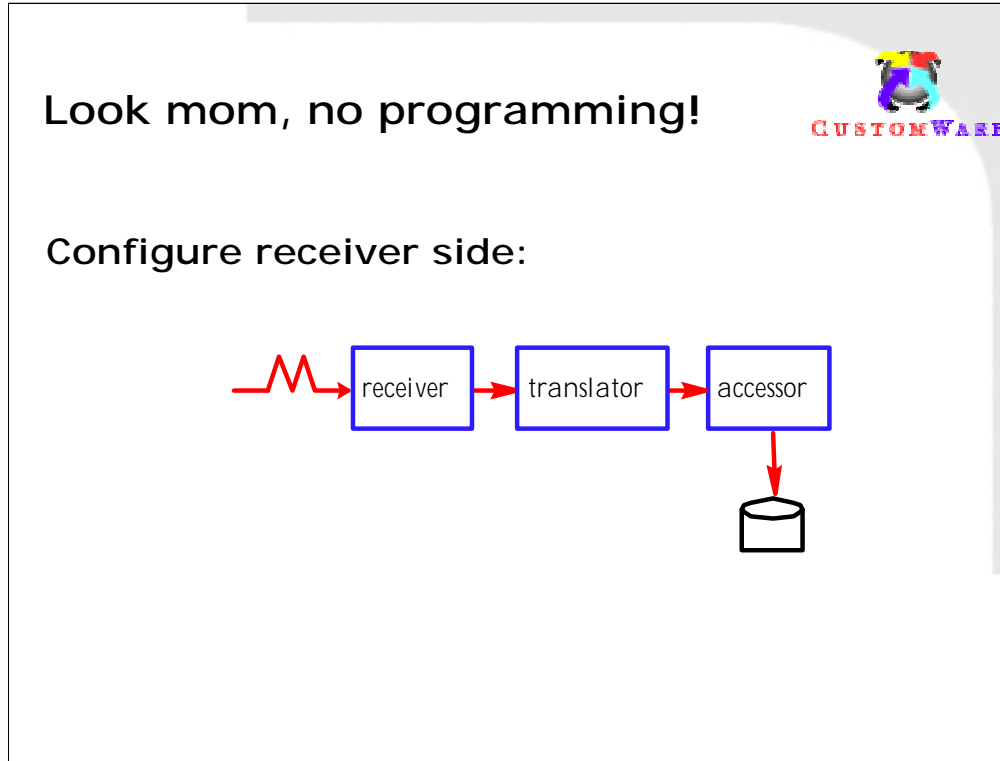 Look mom, no programming!
CUSTOMWARE
Configure receiver side:
receiver
translator
accessor